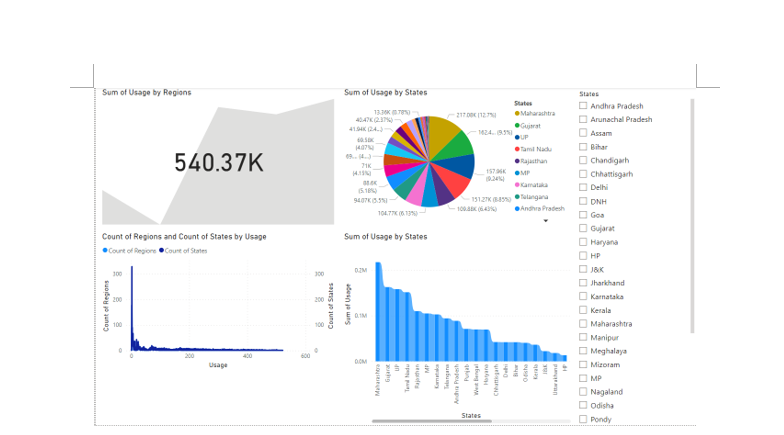 Sum of Usage by Regions
540.37K
Sum of Usage by States
13.36K (0.78%)
40.47K (2.37%)
41.84K (2.4...)
69.58K
(4.07%)
69.... (4....)
71K
(4.15%)
88.6K
(5.18%)
94.07K (5.5%)
104.77K (6.13%)
109.88K (6.43%)
151.27K (8.85%)
157.96K
(9.24%)
162.4... (9.5%)
217.08K (12.7%)
States
Maharashtra
Gujarat
UP
Tamil Nadu
Rajasthan
MP
Karnataka
Telangana
Andhra Pradesh
Count of Regions and Count of States by Usage
Count of Regions
Count of States
Count of Regions
300
200
100
0
300
200
100
0
Count of States
0
200
400
600
Usage
Sum of Usage by States
Sum of Usage
0.2M
0.1M
0.0M
Maharashtra
Gujarat
UP
Tamil Nadu
Rajasthan
MP
Karnataka
Telangana
Andhra Pradesh
Punjab
West Bengal
Haryana
Chhattisgarh
Delhi
Bihar
Odisha
Kerala
J&K
Uttarakhand
HP
States
States
Andhra Pradesh
Arunachal Pradesh
Assam
Bihar
Chandigarh
Chhattisgarh
Delhi
DNH
Goa
Gujarat
Haryana
HP
J&K
Jharkhand
Karnataka
Kerala
Maharashtra
Manipur
Meghalaya
Mizoram
MP
Nagaland
Odisha
Pondy